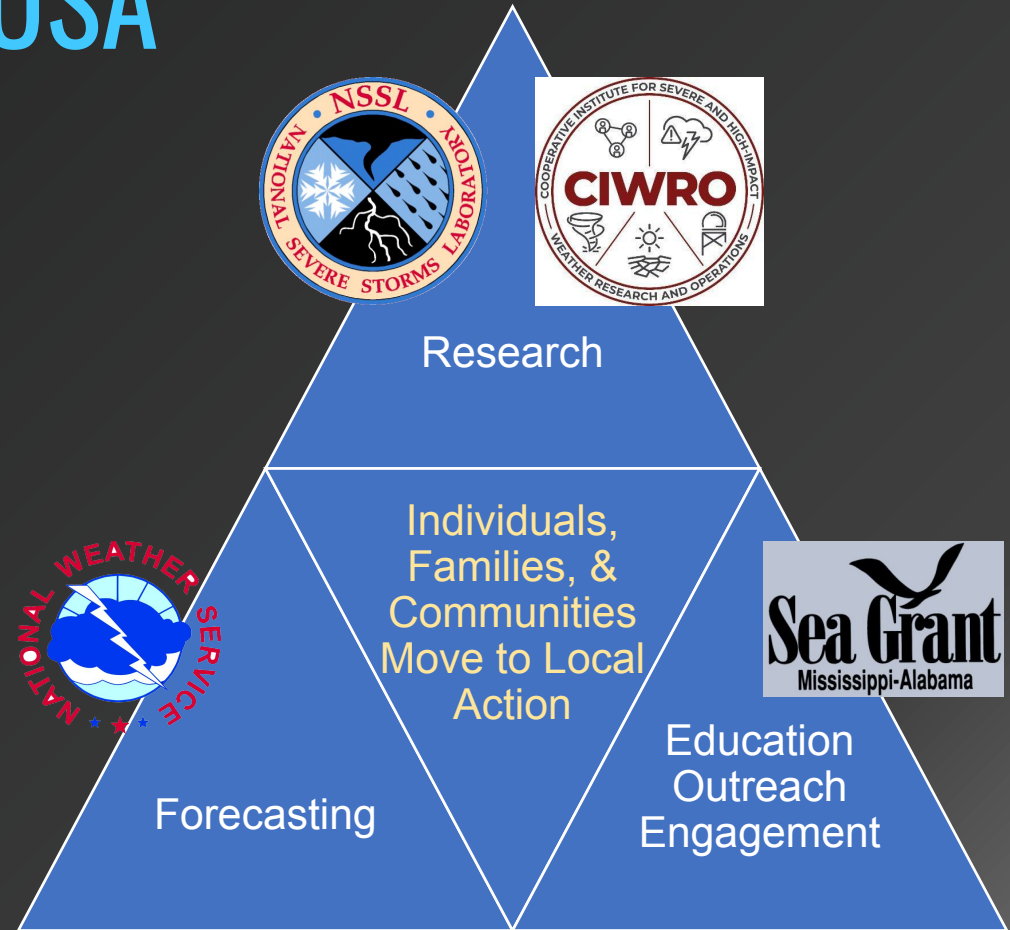 USA
NSSL
NATIONAL SEVERE STORMS LABORATORY
COOPERATIVE INSTITUTE FOR SEVERE AND HIGH-IMPACT
CIWRO
WEATHER RESEARCH AND OPERATIONS
Research
Individuals,
Families, &
Communities
Move to Local
Action
NATIONAL WEATHER SERVICE
Sea Grant
Mississippi-Alabama
Forecasting
Education
Outreach
Engagement